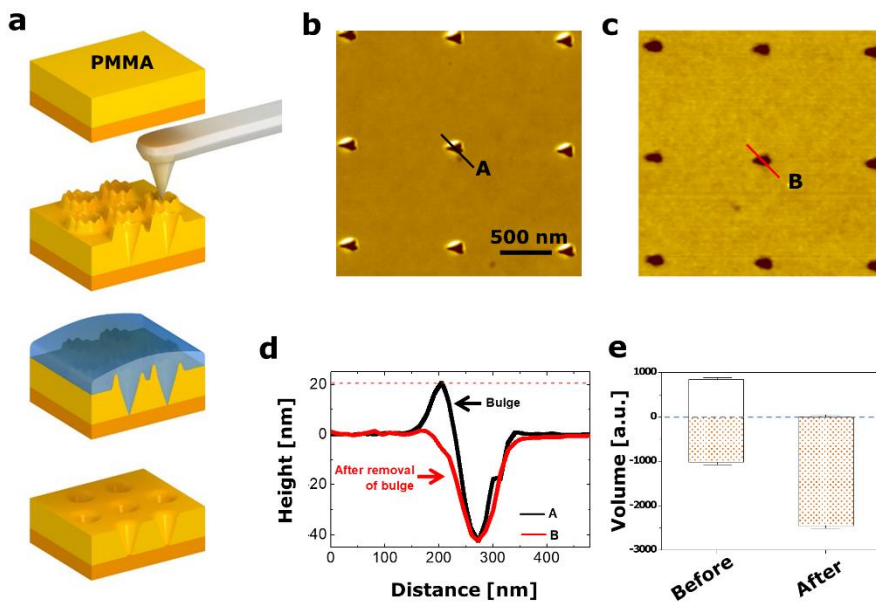 a
PMMA
b
A
500 nm
c
B
d
Height [nm]
20
0
-20
-40
Bulge
After removal
of bulge
A
B
0
100
200
300
400
Distance [nm]
e
Volume [a.u.]
1000
0
-1000
-2000
-3000
Before
After